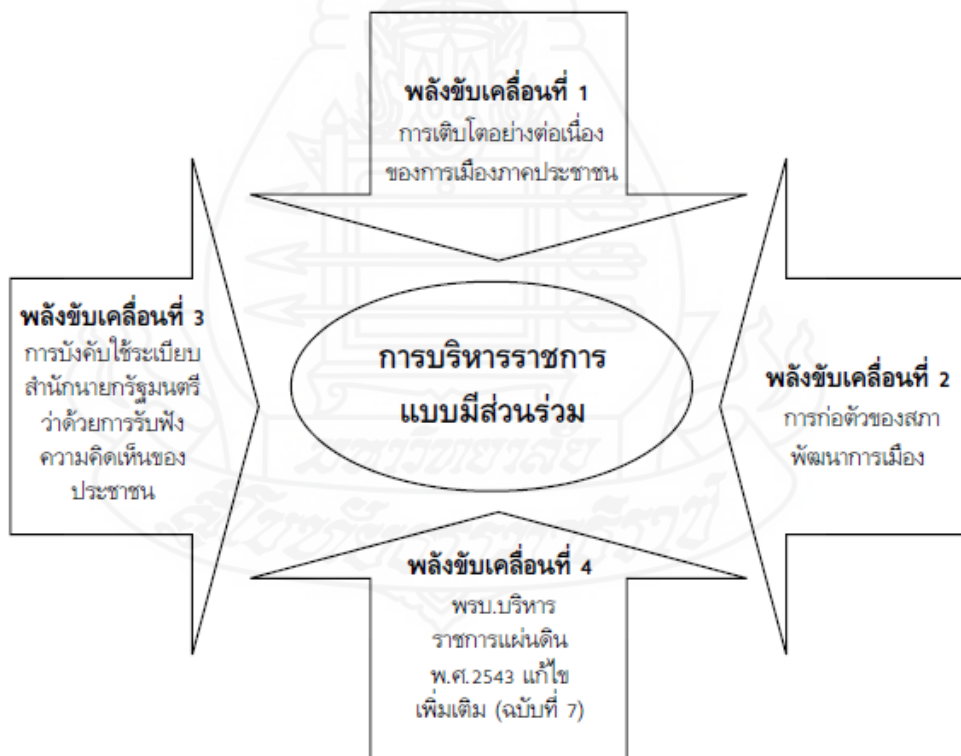 พลังขับเคลื่อนที่ 1
การเติบโตอย่างต่อเนื่อง
ของการเมืองภาคประชาชน
พลังขับเคลื่อนที่ 3
การบังคับใช้ระเบียบ
สำนักนายกรัฐมนตรี
ว่าด้วยการรับฟัง
ความคิดเห็นของ
ประชาชน
การบริหารราชการ
แบบมีส่วนร่วม
พลังขับเคลื่อนที่ 2
การก่อตัวของสภา
พัฒนาการเมือง
พลังขับเคลื่อนที่ 4
พรบ.บริหาร
ราชการแผ่นดิน
พ.ศ.2543 แก้ไข
เพิ่มเติม (ฉบับที่ 7)